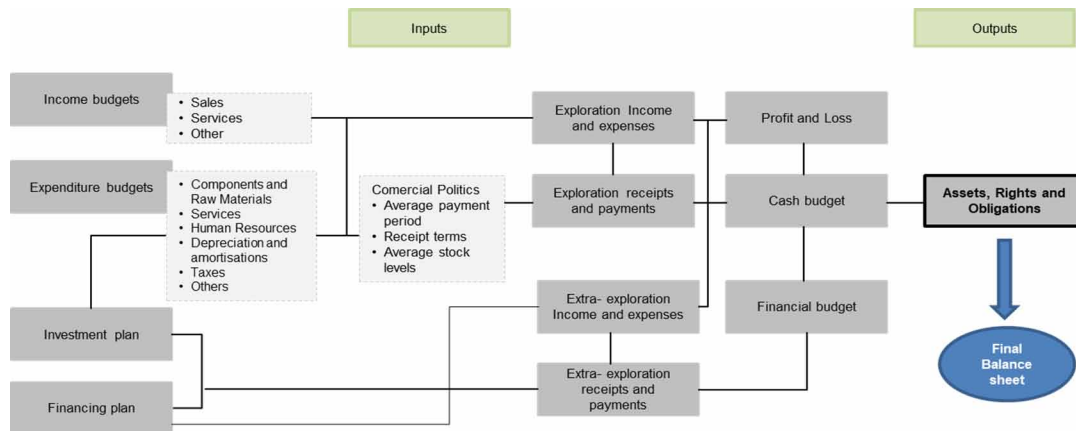 Inputs
Outputs
Income budgets
• Sales
• Services
• Other
Exploration Income
and expenses
Profit and Loss
Expenditure budgets
• Components and
Raw Materials
• Services
• Human Resources
• Depreciation and
amortisations
• Taxes
• Others
Comercial Politics
• Average payment
period
• Receipt terms
• Average stock
levels
Exploration receipts
and payments
Cash budget
Assets, Rights and
Obligations
Investment plan
Extra- exploration
Income and expenses
Financial budget
Final
Balance
sheet
Financing plan
Extra- exploration
receipts and
payments